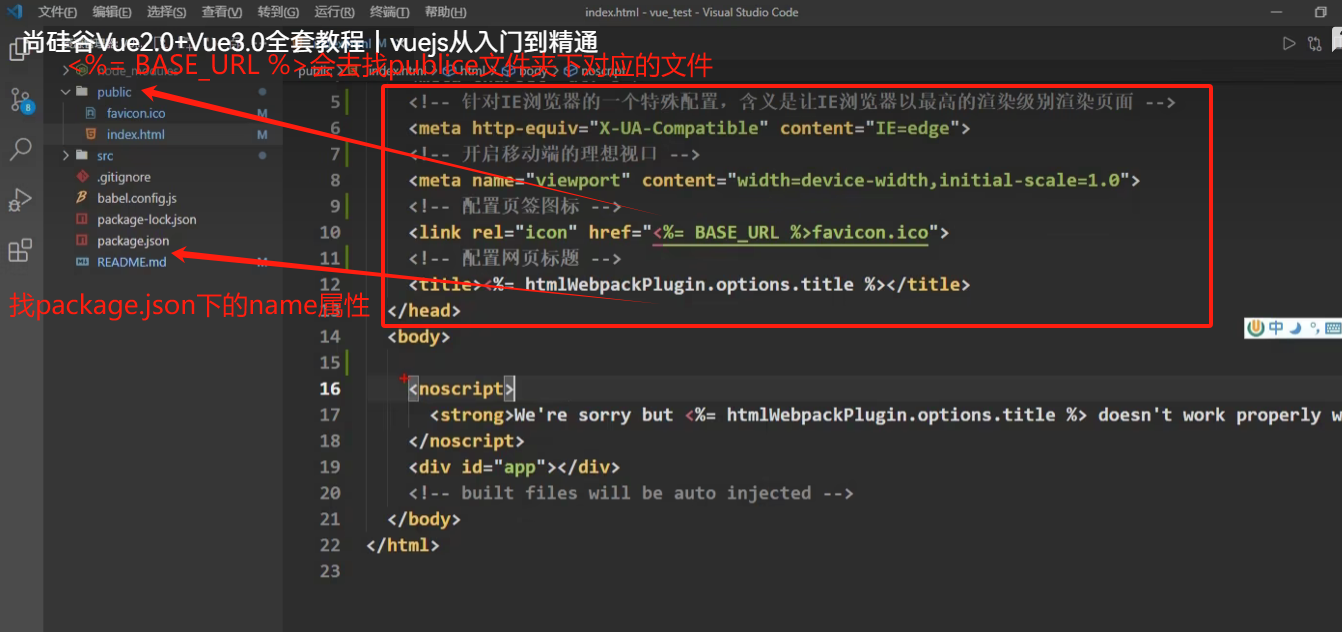 文件(F) 编辑(E) 选择(S) 查看(V) 转到(G) 运行(R) 终端(T) 帮助(H) index.html - vue_test - Visual Studio Code
尚硅谷Vue2.0+Vue3.0全套教程丨vuejs从入门到精通
<%= BASE_URL %>会去找publice文件夹下对应的文件
node_modules
public
favicon.ico M
index.html M
src
.gitignore
babel.config.js
package-lock.json
package.json
README.md M
找package.json下的name属性
8
5 <!-- 针对IE浏览器的一个特殊配置，含义是让IE浏览器以最高的渲染级别渲染页面 -->
6 <meta http-equiv="X-UA-Compatible" content="IE=edge">
7 <!-- 开启移动端的理想视口 -->
8 <meta name="viewport" content="width=device-width,initial-scale=1.0">
9 <!-- 配置页签图标 -->
10 <link rel="icon" href="<%= BASE_URL %>favicon.ico">
11 <!-- 配置网页标题 -->
12 <title><%= htmlWebpackPlugin.options.title %></title>
</head>
14 <body>
15
16 <noscript>
17 <strong>We're sorry but <%= htmlWebpackPlugin.options.title %> doesn't work properly w
18 </noscript>
19 <div id="app"></div>
20 <!-- built files will be auto injected -->
21 </body>
22 </html>
23
中